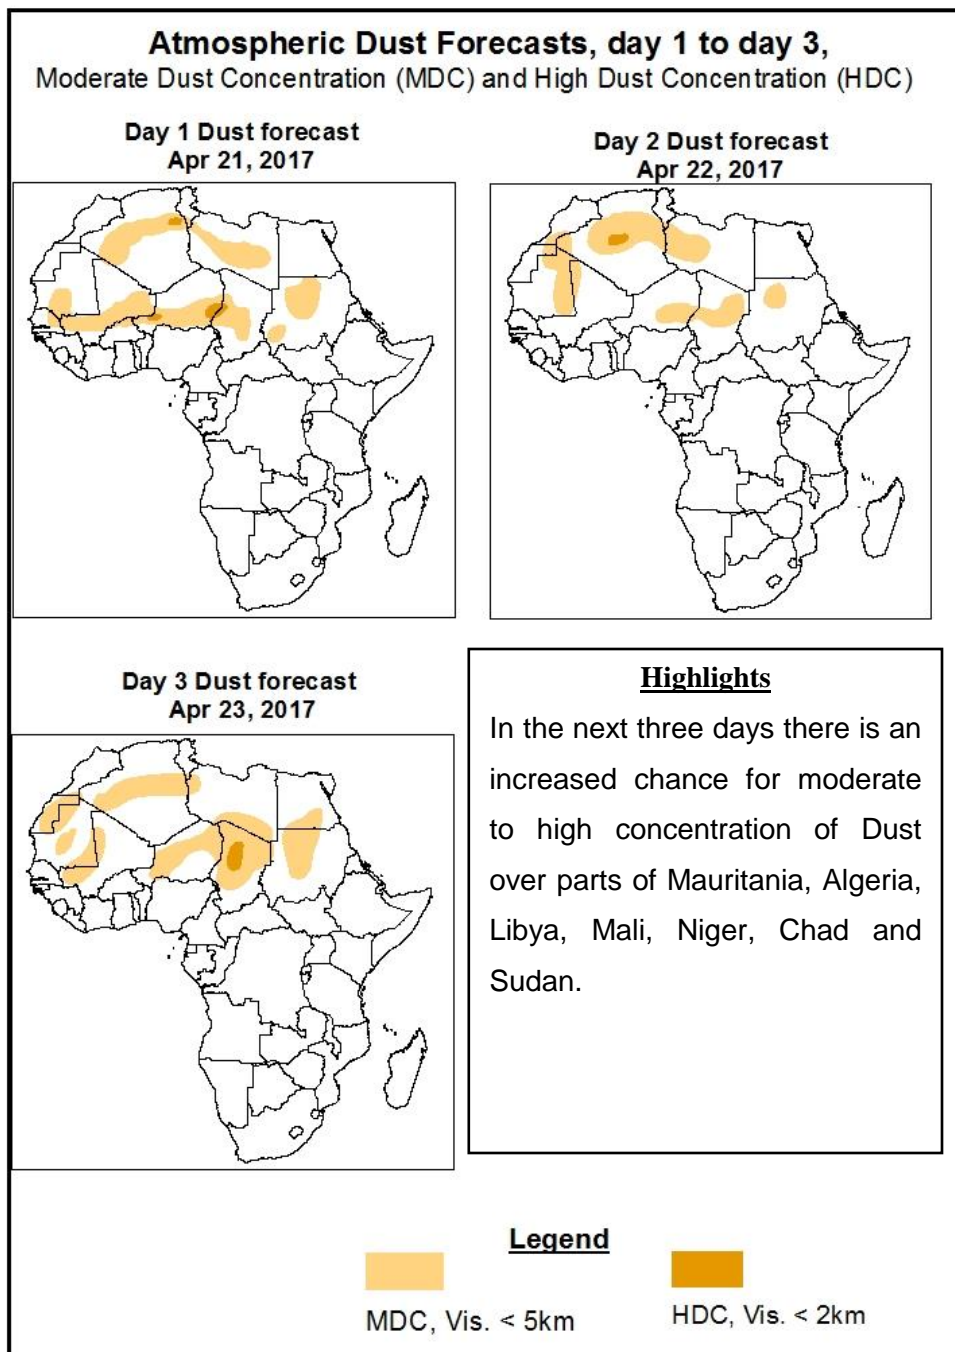 Atmospheric Dust Forecasts, day 1 to day 3,
Moderate Dust Concentration (MDC) and High Dust Concentration (HDC)
Day 1 Dust forecast
Apr 21, 2017
Day 2 Dust forecast
Apr 22, 2017
Day 3 Dust forecast
Apr 23, 2017
Highlights
In the next three days there is an
increased chance for moderate
to high concentration of Dust
over parts of Mauritania, Algeria,
Libya, Mali, Niger, Chad and
Sudan.
Legend
MDC, Vis. < 5km
HDC, Vis. < 2km